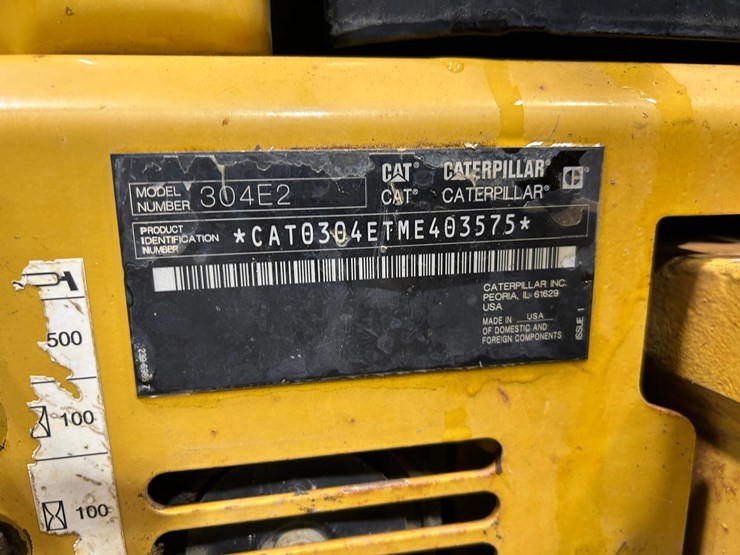 MODEL NUMBER 304E2
CAT® CATERPILLAR®
CAT® CATERPILLAR®
PRODUCT IDENTIFICATION NUMBER *CAT0304ETME403575*
CATERPILLAR INC.
PEORIA, IL 61629
USA
MADE IN USA
OF DOMESTIC AND
FOREIGN COMPONENTS
ISSUE 1
500
100
100